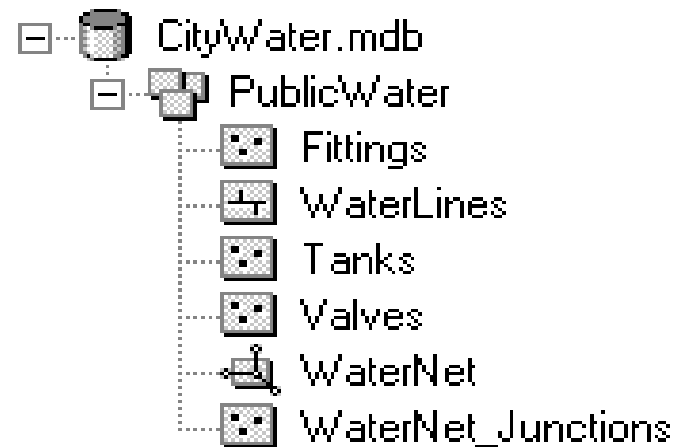 CityWater.mdb
PublicWater
Fittings
WaterLines
Tanks
Valves
WaterNet
WaterNet_Junctions